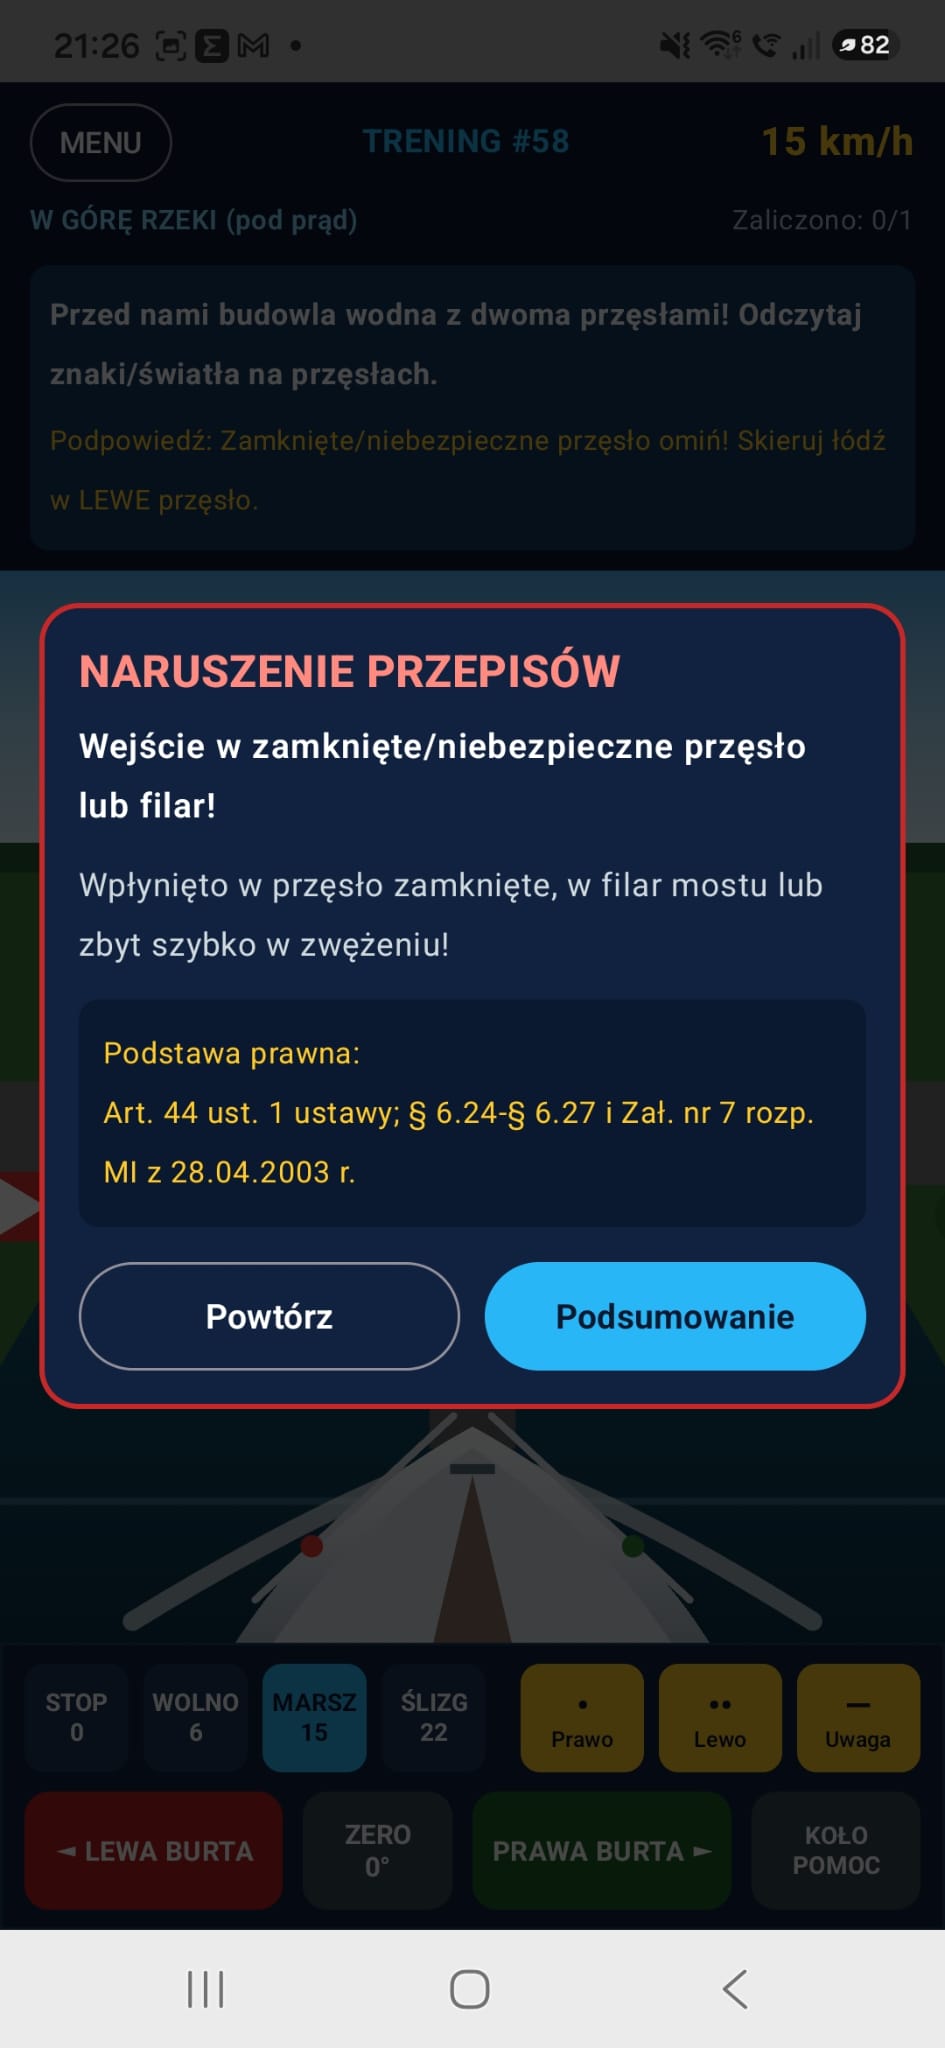 21:26
6
82
MENU
TRENING #58
15 km/h
W GÓRĘ RZEKI (pod prąd)
Zaliczono: 0/1
Przed nami budowla wodna z dwoma przęsłami! Odczytaj
znaki/światła na przęsłach.
Podpowiedź: Zamknięte/niebezpieczne przęsło omiń! Skieruj łódź
w LEWE przęsło.
NARUSZENIE PRZEPISÓW
Wejście w zamknięte/niebezpieczne przęsło
lub filar!
Wpłynięto w przęsło zamknięte, w filar mostu lub
zbyt szybko w zwężeniu!
Podstawa prawna:
Art. 44 ust. 1 ustawy; § 6.24-§ 6.27 i Zał. nr 7 rozp.
MI z 28.04.2003 r.
Powtórz
Podsumowanie
STOP
0
WOLNO
6
MARSZ
15
ŚLIZG
22
• Prawo
•• Lewo
— Uwaga
◄ LEWA BURTA
ZERO
0°
PRAWA BURTA ►
KOŁO
POMOC